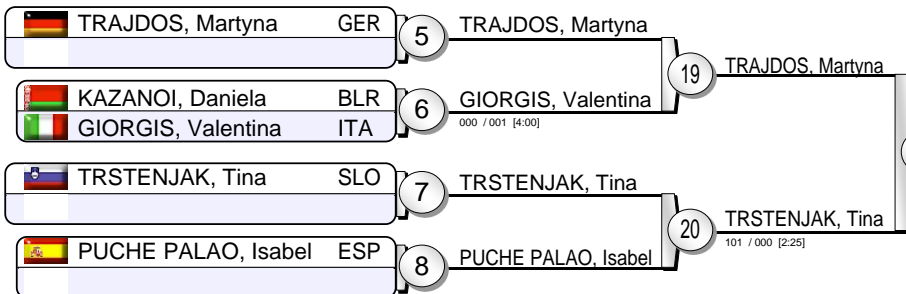 TRAJDOS, Martyna GER
KAZANOI, Daniela BLR
GIORGIS, Valentina ITA
TRSTENJAK, Tina SLO
PUCHE PALAO, Isabel ESP
5
6
7
8
TRAJDOS, Martyna
GIORGIS, Valentina
000 / 001 [4:00]
TRSTENJAK, Tina
PUCHE PALAO, Isabel
19
20
TRAJDOS, Martyna
TRSTENJAK, Tina
101 / 000 [2:25]